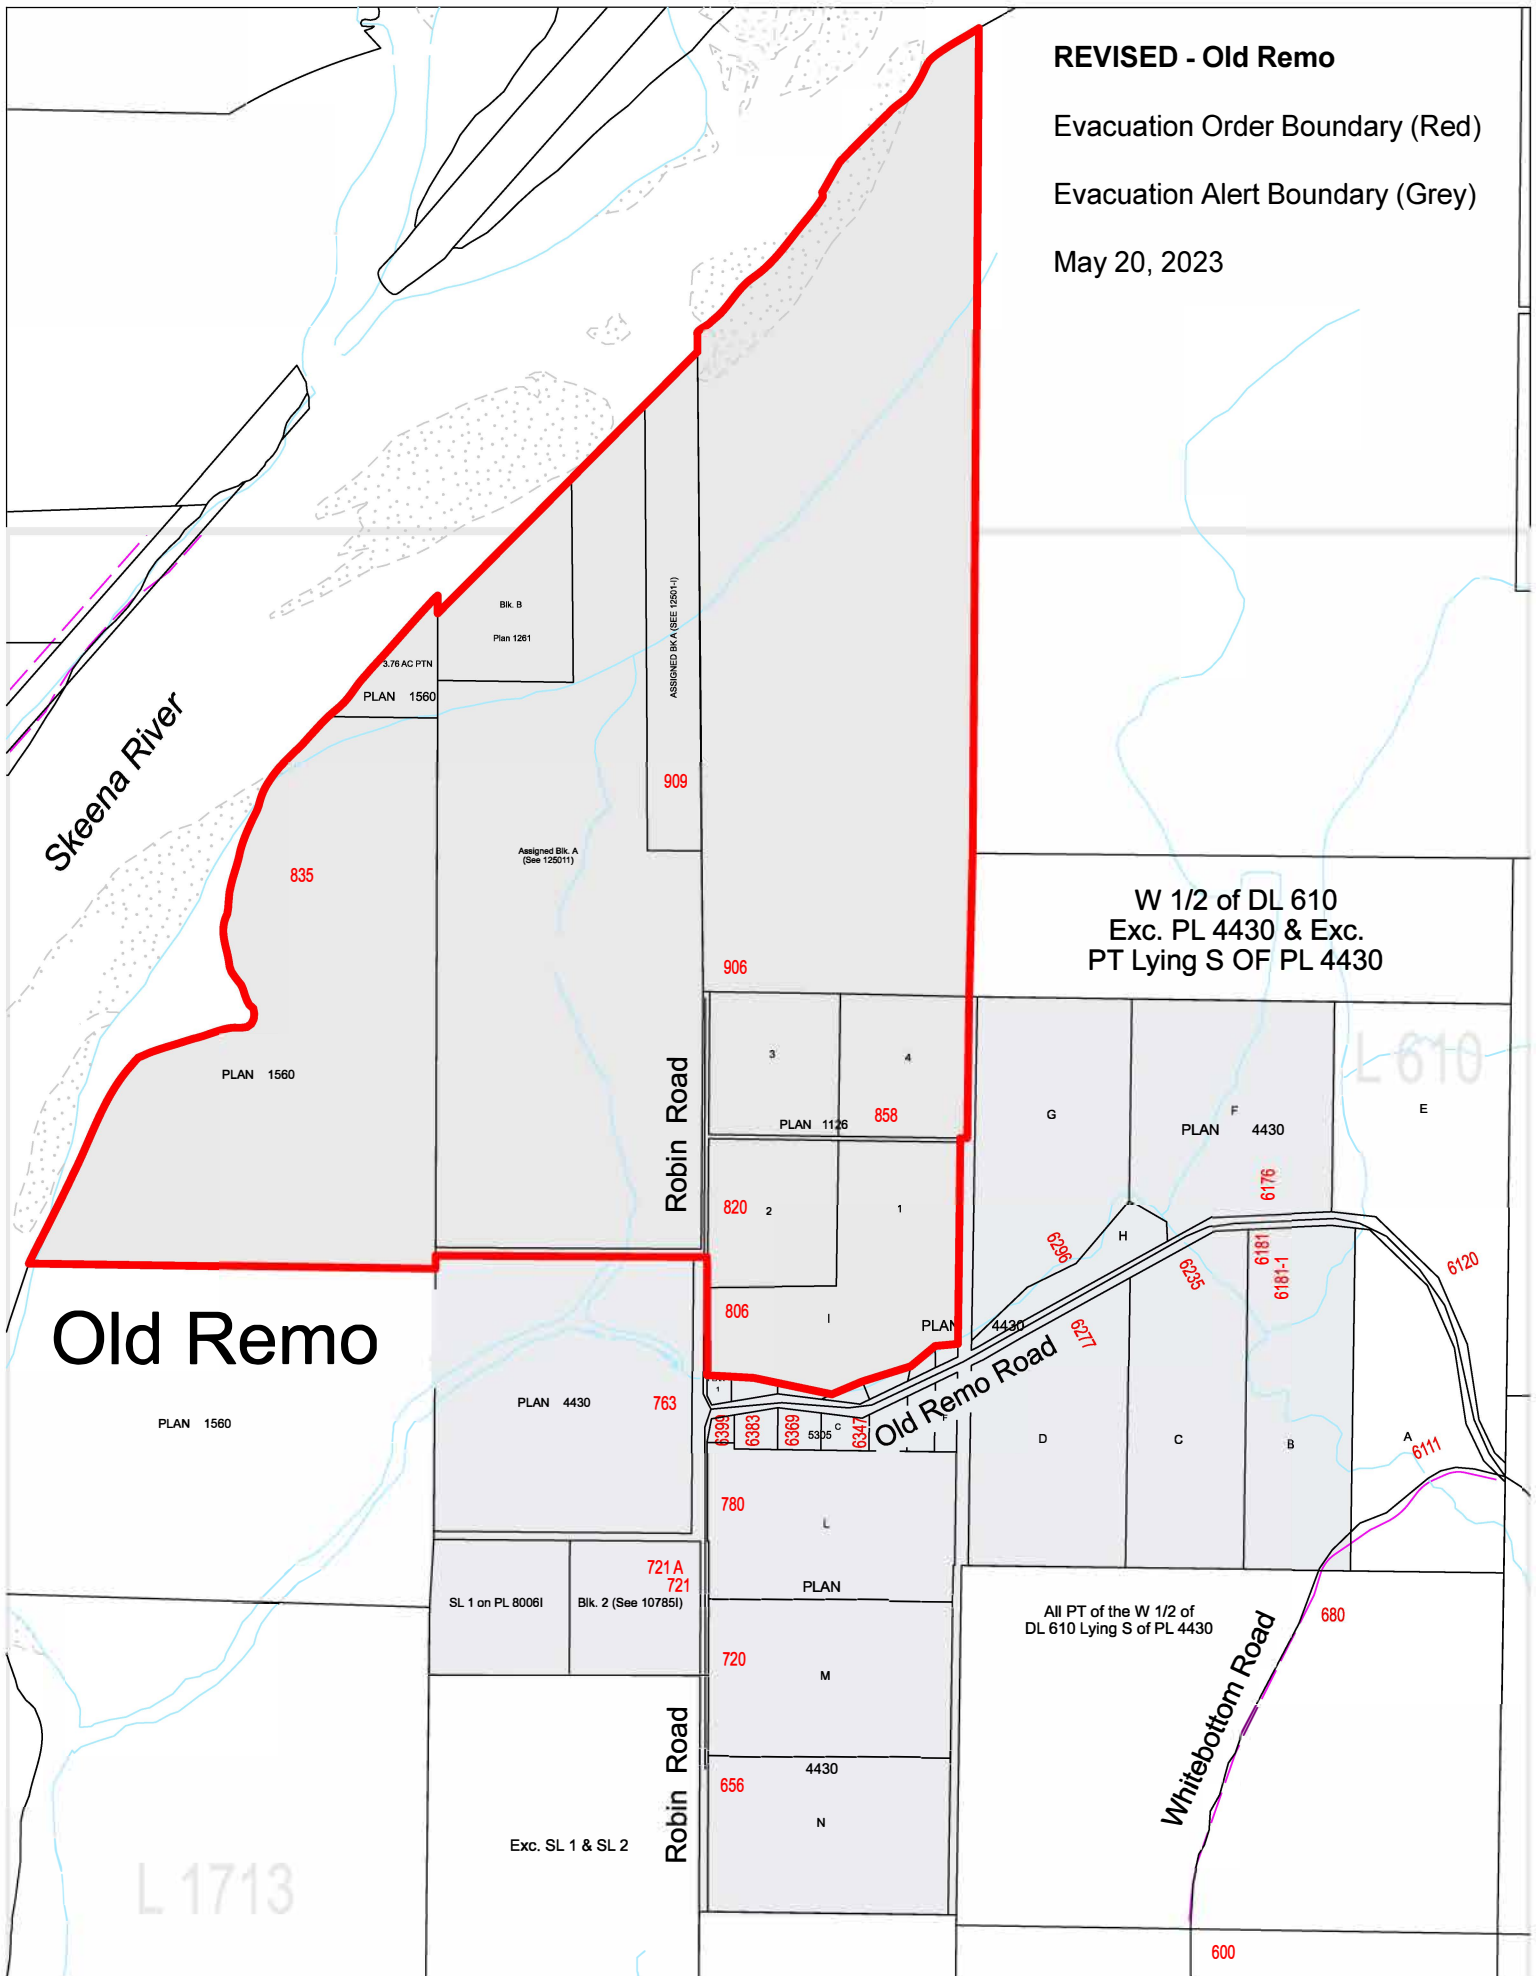 REVISED - Old Remo
Evacuation Order Boundary (Red)
Evacuation Alert Boundary (Grey)
May 20, 2023
Skeena River
Blk. B
Plan 1261
3.76 AC PTN
PLAN 1560
ASSIGNED BK A (SEE 12501-I)
909
835
Assigned Blk. A
(See 125011)
W 1/2 of DL 610
Exc. PL 4430 & Exc.
PT Lying S OF PL 4430
906
L 610
3
4
PLAN 1560
Robin Road
858
PLAN 1126
G
F
PLAN 4430
E
820
2
1
6176
6296
H
6235
6181
6181-1
6120
Old Remo
806
I
PLAN 4430
6277
Old Remo Road
1
PLAN 4430
763
PLAN 1560
6399
6383
6369
5305
C
6347
F
D
C
B
A
6111
780
L
721 A
721
SL 1 on PL 8006I
Blk. 2 (See 10785I)
PLAN
All PT of the W 1/2 of
DL 610 Lying S of PL 4430
680
Whitebottom Road
720
M
Robin Road
4430
656
N
Exc. SL 1 & SL 2
L 1713
600